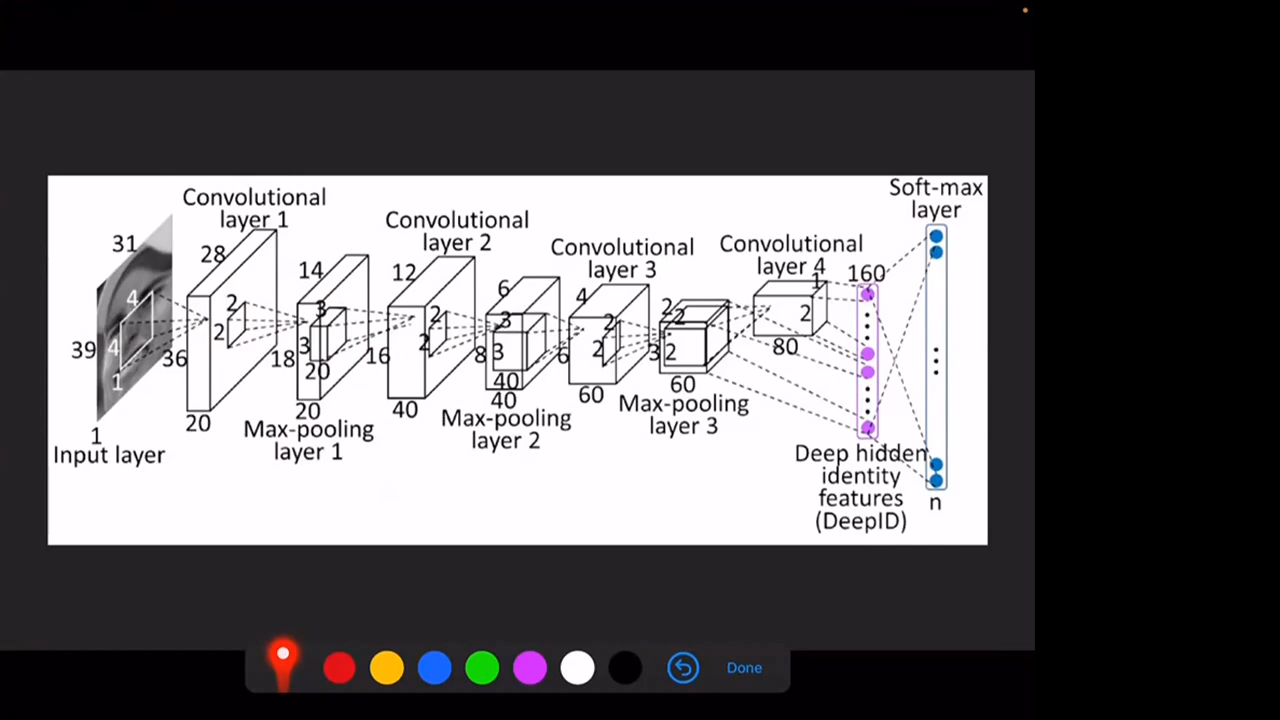 Soft-max
layer
Convolutional
layer 1
Convolutional
layer 2
Convolutional
layer 3
Convolutional
layer 4
31
28
14
12
6
4
2
1
160
4
4
1
39
36
2
2
18
3
3
20
16
2
2
8
3
3
40
6
2
2
3
2
2
2
80
1
Input layer
20
20
Max-pooling
layer 1
40
40
Max-pooling
layer 2
60
60
Max-pooling
layer 3
Deep hidden
identity
features
(DeepID)
n
Done